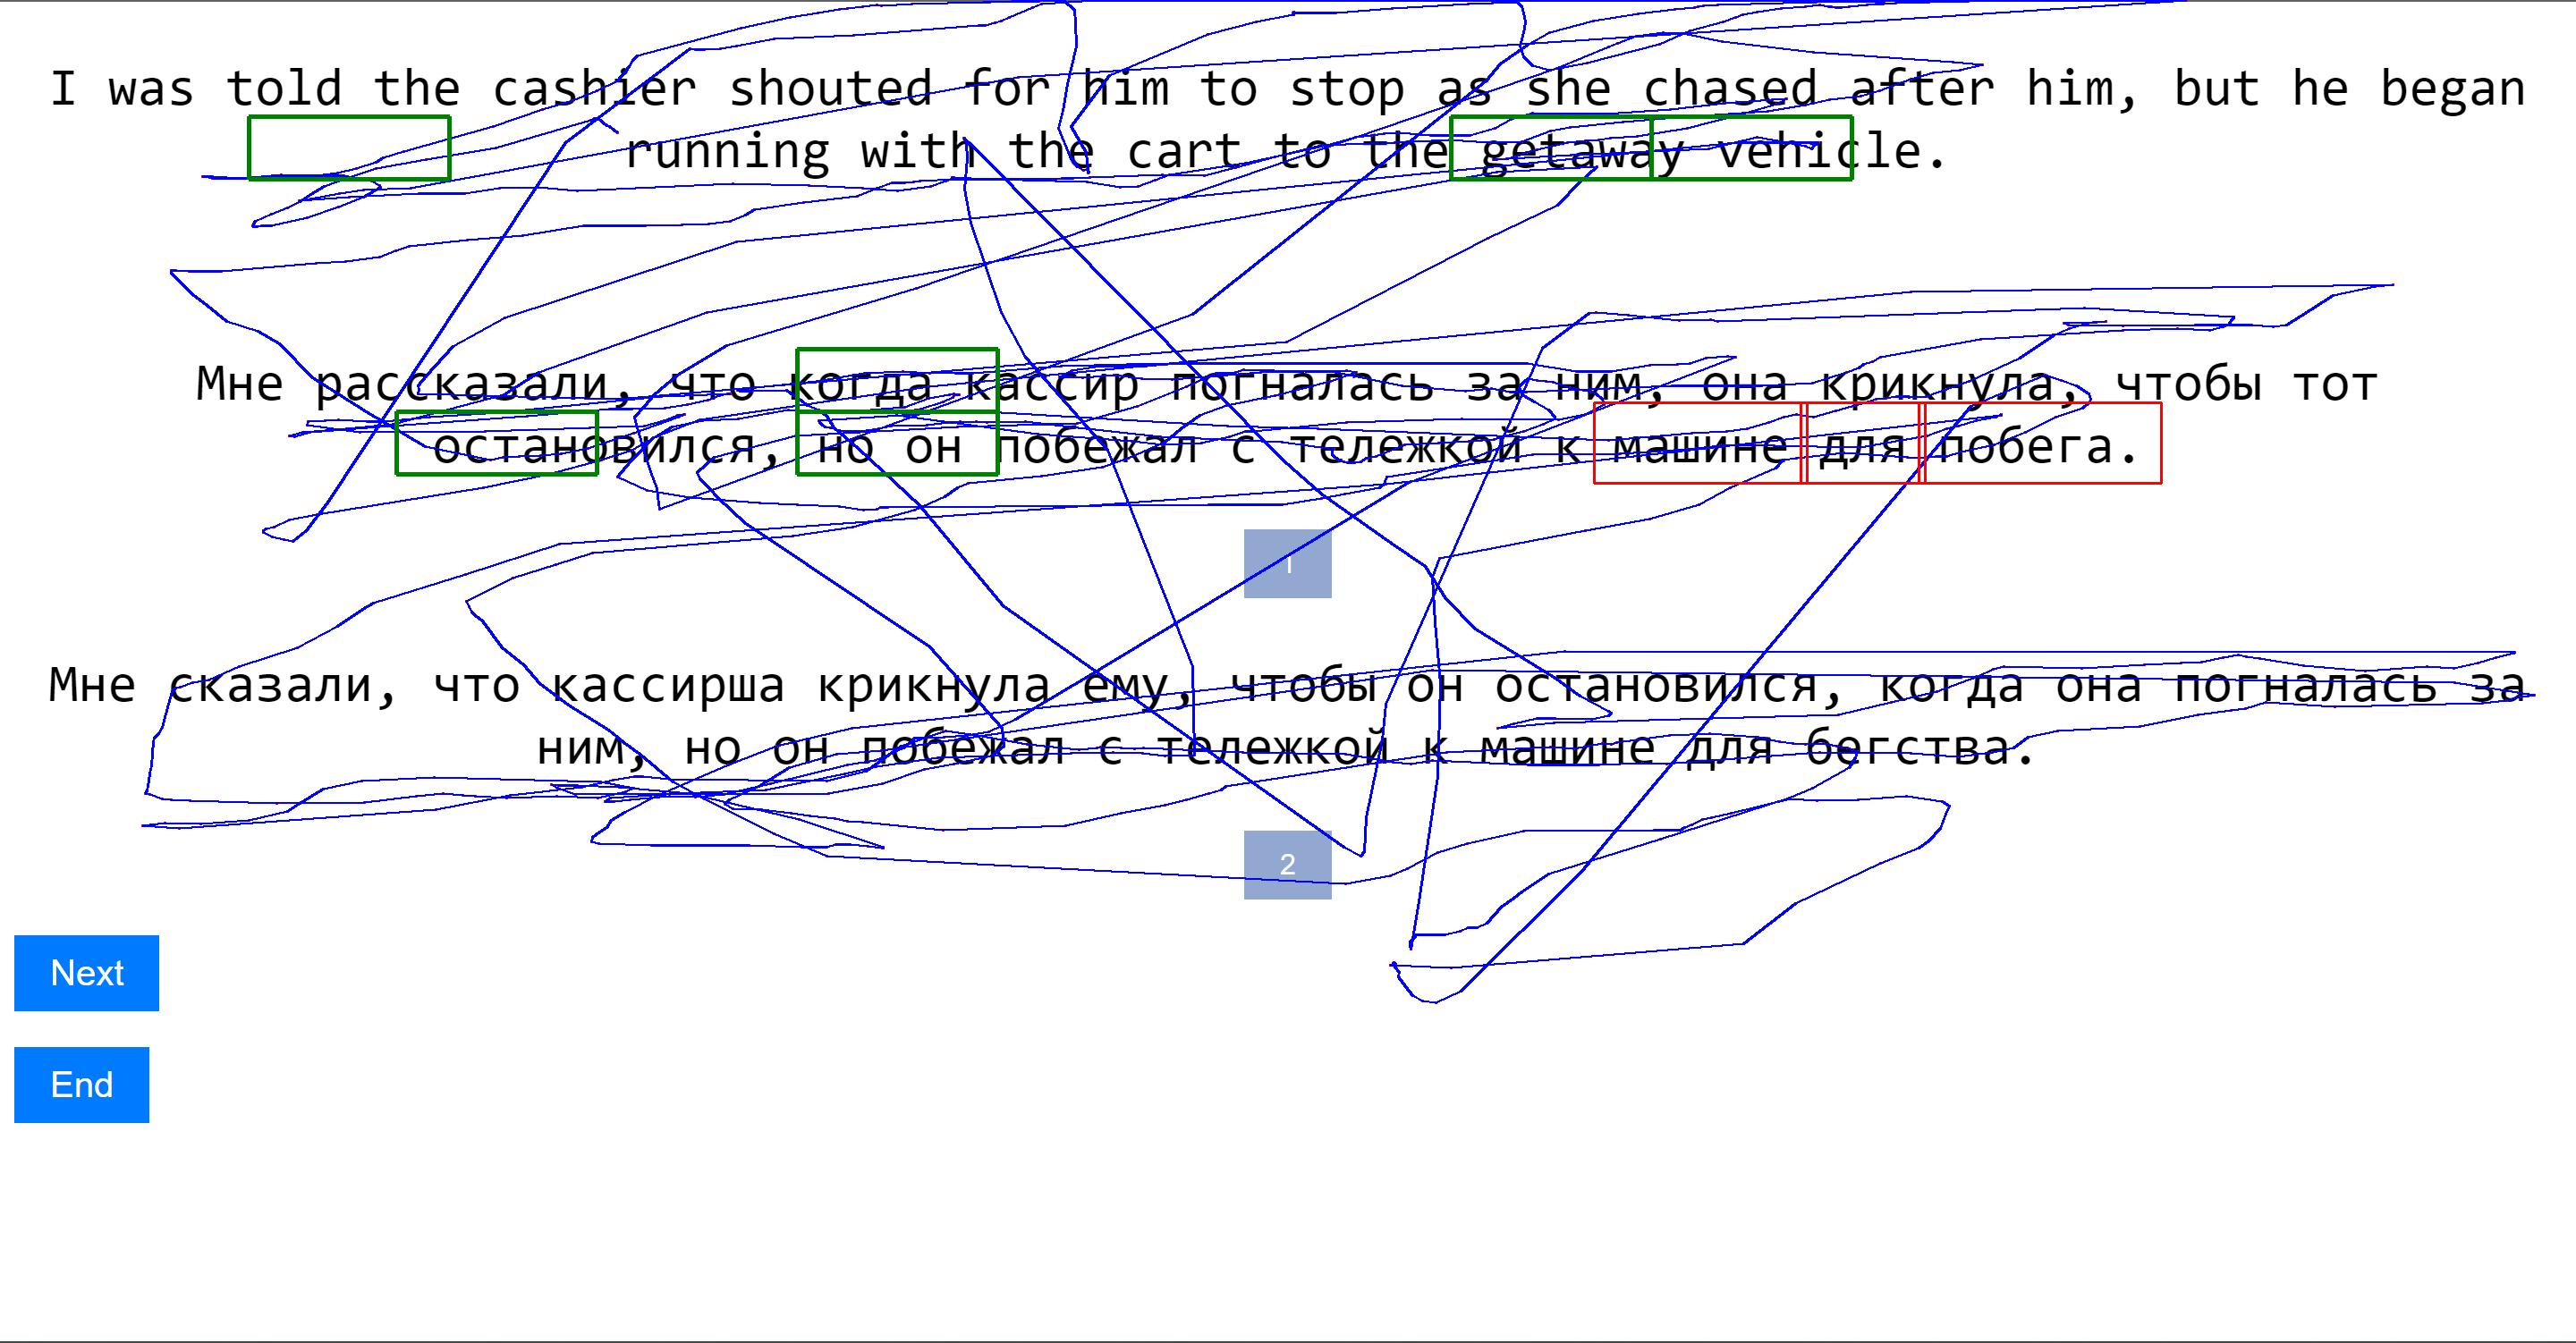 I was told the cashier shouted for him to stop as she chased after him, but he began
running with the cart to the getaway vehicle.
Мне рассказали, что когда кассир погналась за ним, она крикнула, чтобы тот
остановился, но он побежал с тележкой к машине для побега.
1
Мне сказали, что кассирша крикнула ему, чтобы он остановился, когда она погналась за
ним, но он побежал с тележкой к машине для бегства.
2
Next
End